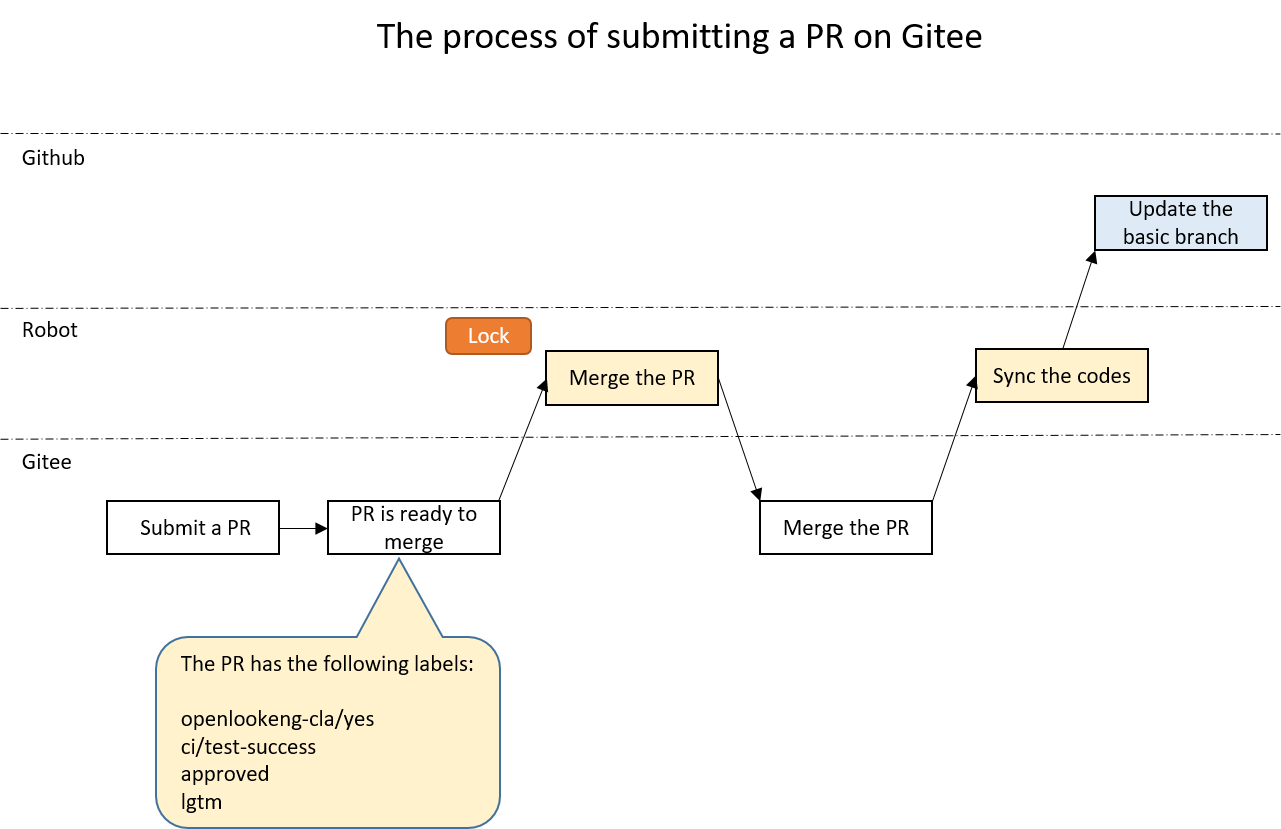 The process of submitting a PR on Gitee
Github
Update the
basic branch
Robot
Lock
Merge the PR
Sync the codes
Gitee
Submit a PR
PR is ready to
merge
Merge the PR
The PR has the following labels:
openlookeng-cla/yes
ci/test-success
approved
lgtm